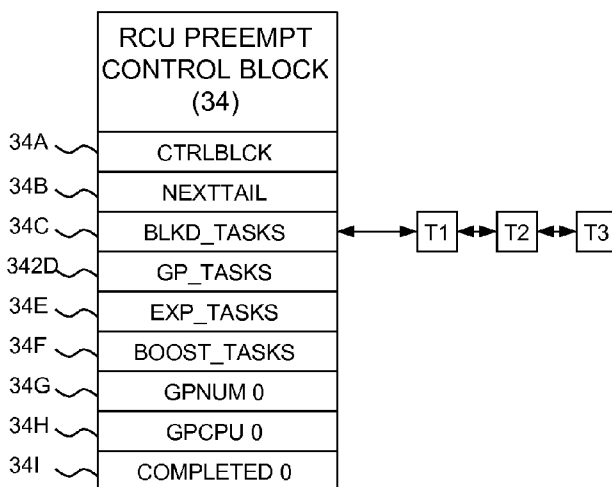 RCU PREEMPT
CONTROL BLOCK
(34)
34A CTRLBLCK
34B NEXTTAIL
34C BLKD_TASKS T1 T2 T3
342D GP_TASKS
34E EXP_TASKS
34F BOOST_TASKS
34G GPNUM 0
34H GPCPU 0
34I COMPLETED 0